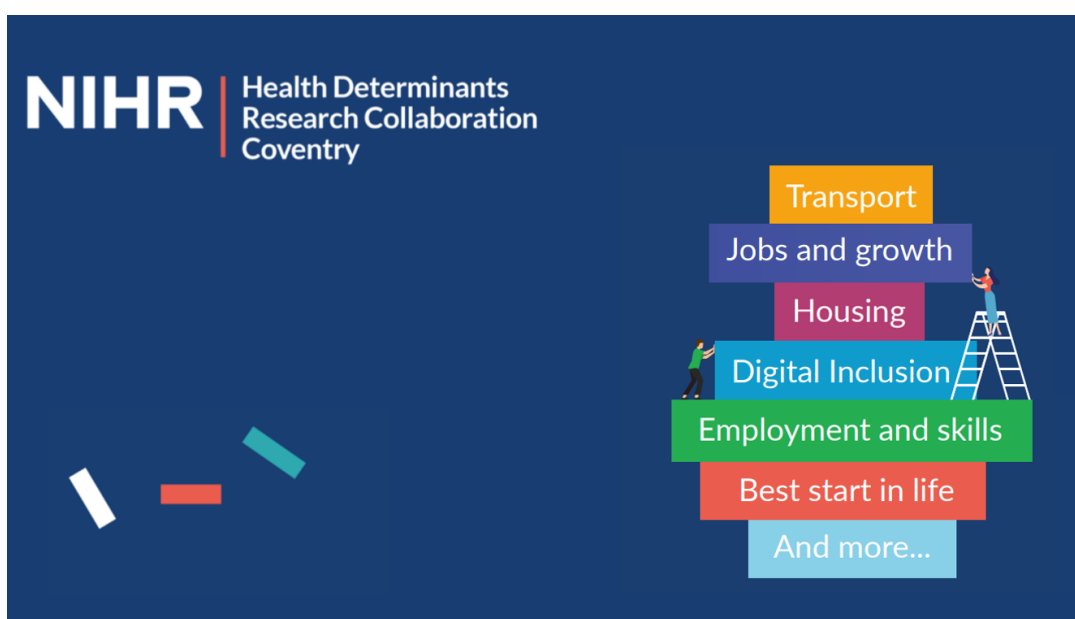 NIHR
Health Determinants
Research Collaboration
Coventry
Transport
Jobs and growth
Housing
Digital Inclusion
Employment and skills
Best start in life
And more...